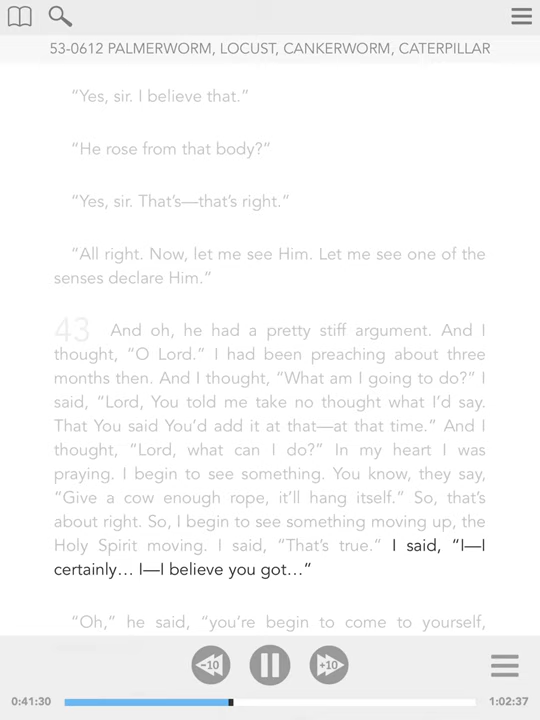 53-0612 PALMERWORM, LOCUST, CANKERWORM, CATERPILLAR
“Yes, sir. I believe that.”
“He rose from that body?”
“Yes, sir. That’s—that’s right.”
“All right. Now, let me see Him. Let me see one of the
senses declare Him.”
43 And oh, he had a pretty stiff argument. And I
thought, “O Lord.” I had been preaching about three
months then. And I thought, “What am I going to do?” I
said, “Lord, You told me take no thought what I’d say.
That You said You’d add it at that—at that time.” And I
thought, “Lord, what can I do?” In my heart I was
praying. I begin to see something. You know, they say,
“Give a cow enough rope, it’ll hang itself.” So, that’s
about right. So, I begin to see something moving up, the
Holy Spirit moving. I said, “That’s true.” I said, “I—I
certainly… I—I believe you got…”
“Oh,” he said, “you’re begin to come to yourself,
-10
+10
0:41:30
1:02:37